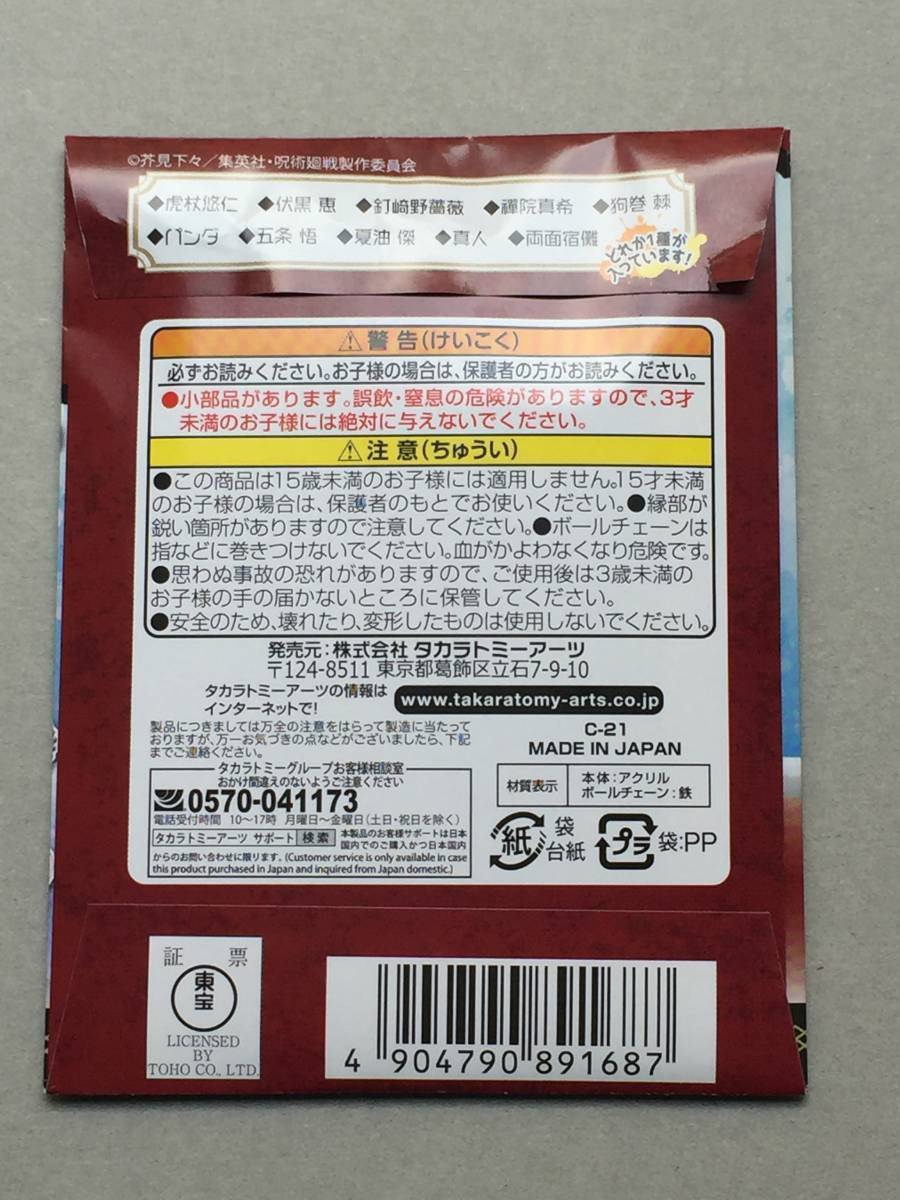 ©芥見下々／集英社・呪術廻戦製作委員会
◆虎杖悠仁 ◆伏黒 恵 ◆釘崎野薔薇 ◆禪院真希 ◆狗巻 棘
◆パンダ ◆五条 悟 ◆夏油 傑 ◆真人 ◆両面宿儺
どれか1種が
入っています!
⚠警告(けいこく)
必ずお読みください。お子様の場合は、保護者の方がお読みください。
●小部品があります。誤飲・窒息の危険がありますので、3才
未満のお子様には絶対に与えないでください。
⚠注意(ちゅうい)
●この商品は15歳未満のお子様には適用しません。15才未満
のお子様の場合は、保護者のもとでお使いください。●縁部が
鋭い箇所がありますので注意してください。●ボールチェーンは
指などに巻きつけないでください。血がかよわなくなり危険です。
●思わぬ事故の恐れがありますので、ご使用後は3歳未満の
お子様の手の届かないところに保管してください。
●安全のため、壊れたり、変形したものは使用しないでください。
発売元:株式会社 タカラトミーアーツ
〒124-8511 東京都葛飾区立石7-9-10
タカラトミーアーツの情報は
インターネットで!
www.takaratomy-arts.co.jp
製品につきましては万全の注意をはらって製造に当たって
おりますが、万一お気づきの点などがございましたら、下記
までご連絡ください。
C-21
MADE IN JAPAN
タカラトミーグループお客様相談室
おかけ間違えのないようご注意ください
0570-041173
電話受付時間 10〜17時 月曜日〜金曜日(土日・祝日を除く)
タカラトミーアーツ サポート 検索
本製品のお客様サポートは日本
国内でのご購入かつ日本国内
からのお問い合わせに限ります。(Customer service is only available in case
this product purchased in Japan and inquired from Japan domestic.)
材質表示
本体:アクリル
ボールチェーン:鉄
紙
袋
台紙
プラ
袋:PP
証 票
東宝
LICENSED
BY
TOHO CO., LTD.
4 904790 891687